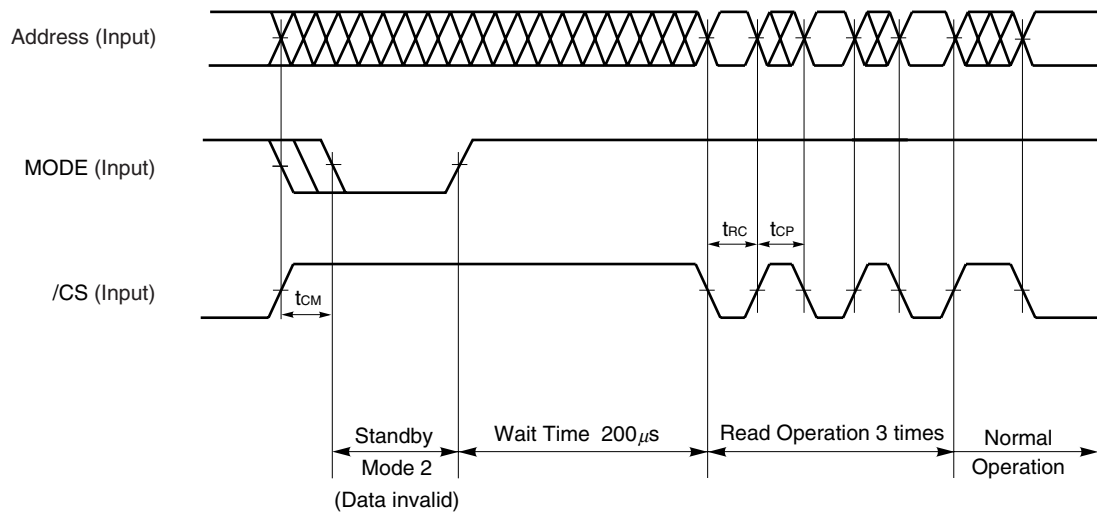 Address (Input)
MODE (Input)
tRC
tCP
/CS (Input)
tCM
Standby
Mode 2
(Data invalid)
Wait Time 200μs
Read Operation 3 times
Normal
Operation